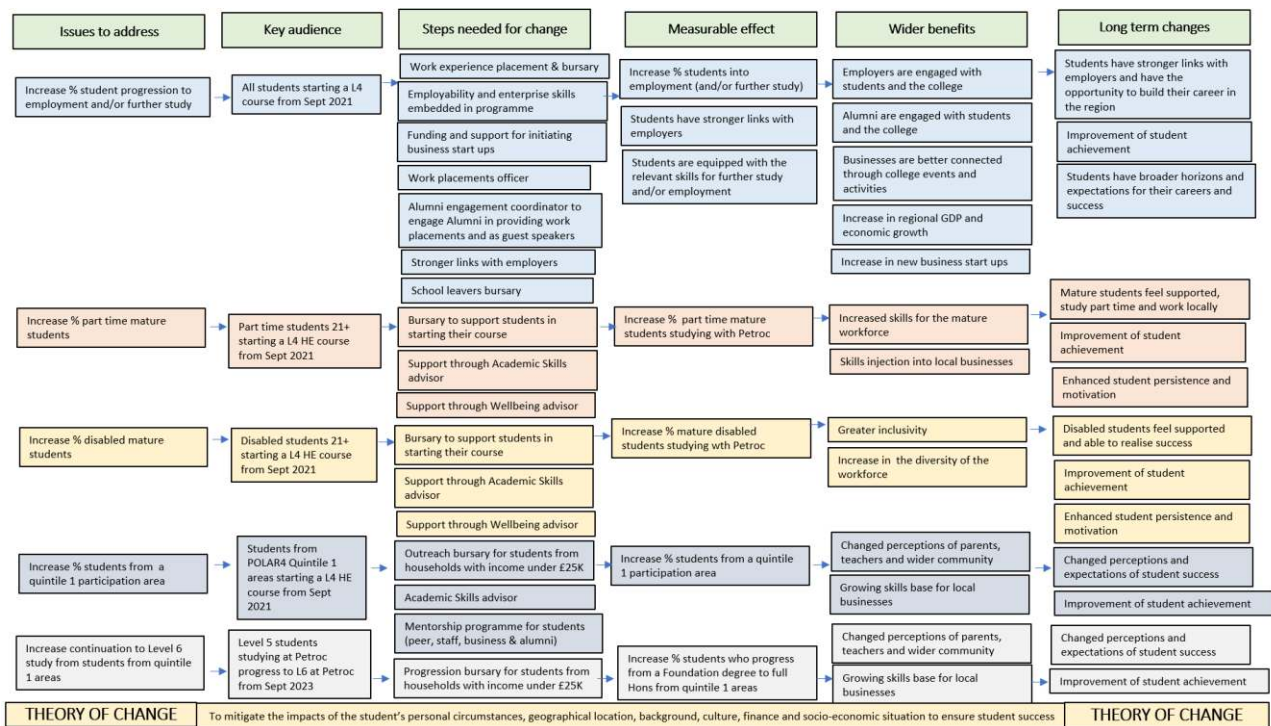 Issues to address
Key audience
Steps needed for change
Measurable effect
Wider benefits
Long term changes
Increase % student progression to
employment and/or further study
All students starting a L4
course from Sept 2021
Work experience placement & bursary
Employability and enterprise skills
embedded in programme
Funding and support for initiating
business start ups
Work placements officer
Alumni engagement coordinator to
engage Alumni in providing work
placements and as guest speakers
Stronger links with employers
School leavers bursary
Increase % students into
employment (and/or further study)
Students have stronger links with
employers
Students are equipped with the
relevant skills for further study
and/or employment
Employers are engaged with
students and the college
Alumni are engaged with students
and the college
Businesses are better connected
through college events and
activities
Increase in regional GDP and
economic growth
Increase in new business start ups
Students have stronger links with
employers and have the
opportunity to build their career in
the region
Improvement of student
achievement
Students have broader horizons and
expectations for their careers and
success
Increase % part time mature
students
Part time students 21+
starting a L4 HE course
from Sept 2021
Bursary to support students in
starting their course
Support through Academic Skills
advisor
Support through Wellbeing advisor
Increase % part time mature
students studying with Petroc
Increased skills for the mature
workforce
Skills injection into local businesses
Mature students feel supported,
study part time and work locally
Improvement of student
achievement
Enhanced student persistence and
motivation
Increase % disabled mature
students
Disabled students 21+
starting a L4 HE course
from Sept 2021
Bursary to support students in
starting their course
Support through Academic Skills
advisor
Support through Wellbeing advisor
Increase % mature disabled
students studying wth Petroc
Greater inclusivity
Increase in the diversity of the
workforce
Disabled students feel supported
and able to realise success
Improvement of student
achievement
Enhanced student persistence and
motivation
Increase % students from a
quintile 1 participation area
Students from
POLAR4 Quintile 1
areas starting a L4 HE
course from Sept
2021
Outreach bursary for students from
households with income under £25K
Academic Skills advisor
Mentorship programme for students
(peer, staff, business & alumni)
Increase % students from a quintile
1 participation area
Changed perceptions of parents,
teachers and wider community
Growing skills base for local
businesses
Changed perceptions and
expectations of student success
Improvement of student achievement
Increase continuation to Level 6
study from students from quintile
1 areas
Level 5 students
studying at Petroc
progress to L6 at Petroc
from Sept 2023
Progression bursary for students from
households with income under £25K
Increase % students who progress
from a Foundation degree to full
Hons from quintile 1 areas
Changed perceptions of parents,
teachers and wider community
Growing skills base for local
businesses
Changed perceptions and
expectations of student success
Improvement of student achievement
THEORY OF CHANGE
To mitigate the impacts of the student's personal circumstances, geographical location, background, culture, finance and socio-economic situation to ensure student success
THEORY OF CHANGE